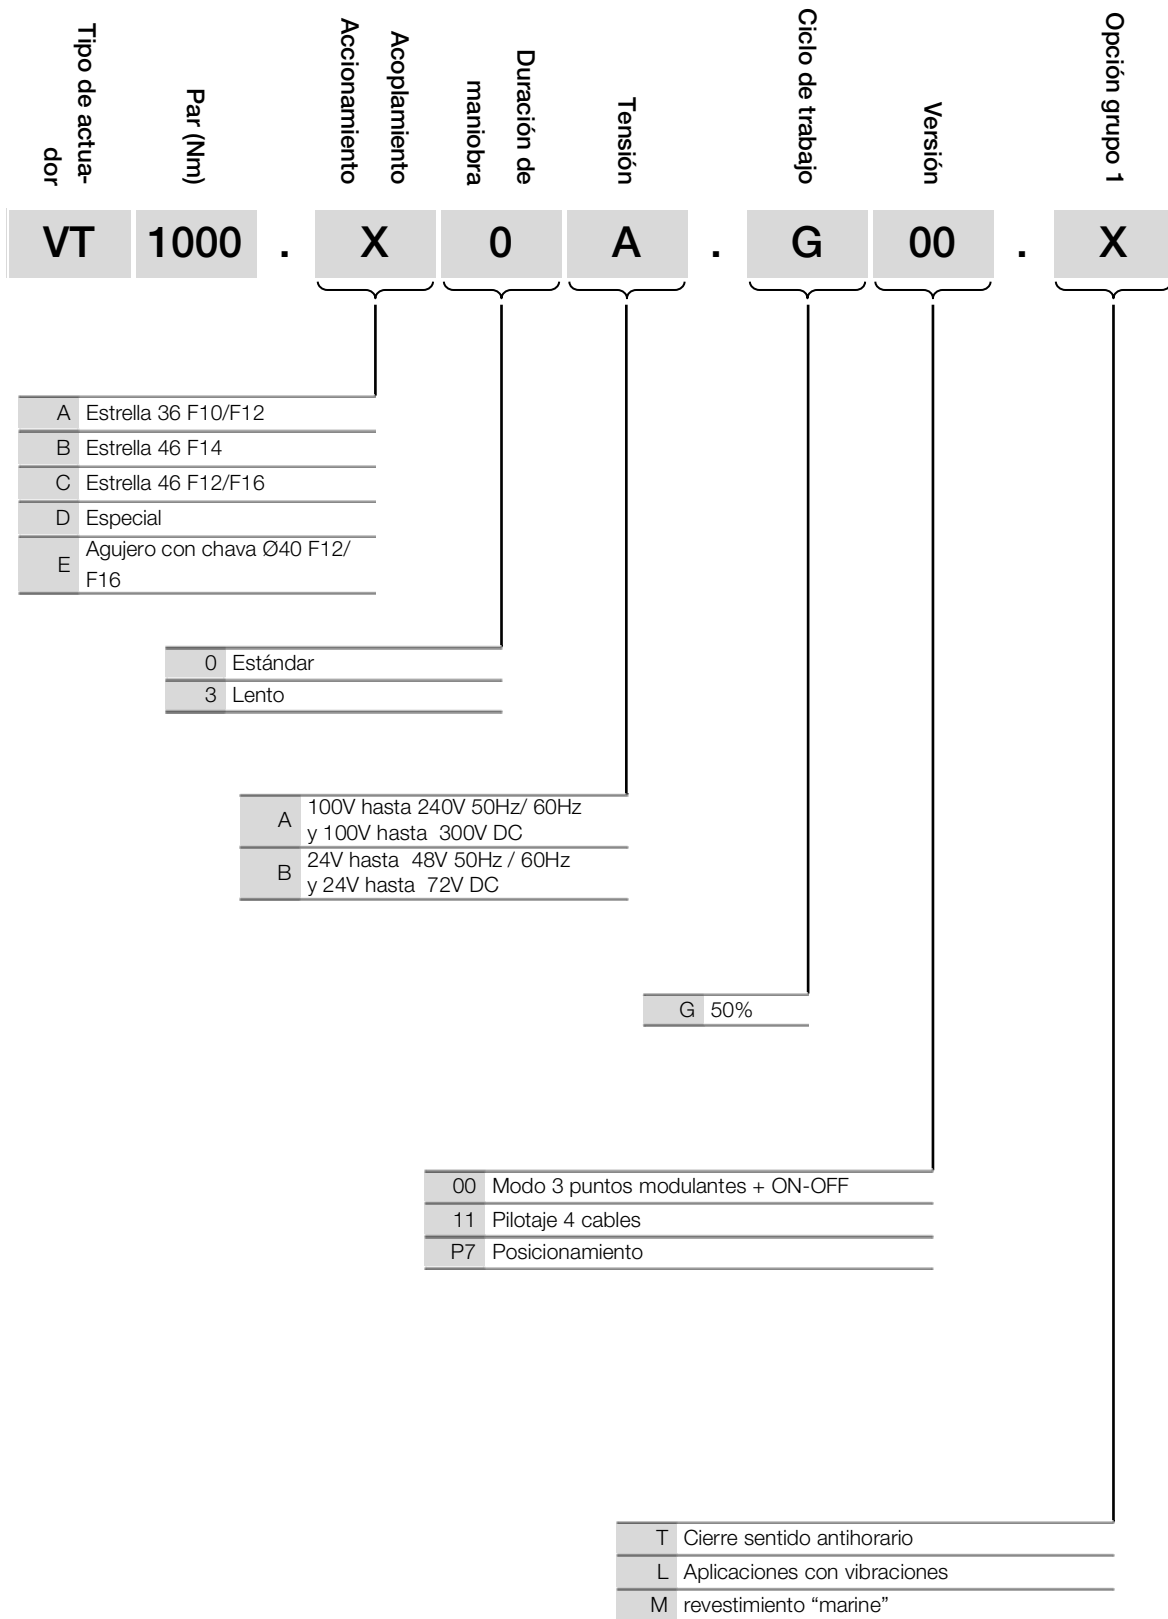 Tipo de actua-
dor
Par (Nm)
Acoplamiento
Accionamiento
Duración de
maniobra
Tensión
Ciclo de trabajo
Versión
Opción grupo 1
VT 1000 . X 0 A . G 00 . X
A Estrella 36 F10/F12
B Estrella 46 F14
C Estrella 46 F12/F16
D Especial
E Agujero con chava Ø40 F12/
F16
0 Estándar
3 Lento
A 100V hasta 240V 50Hz/ 60Hz
y 100V hasta 300V DC
B 24V hasta 48V 50Hz / 60Hz
y 24V hasta 72V DC
G 50%
00 Modo 3 puntos modulantes + ON-OFF
11 Pilotaje 4 cables
P7 Posicionamiento
T Cierre sentido antihorario
L Aplicaciones con vibraciones
M revestimiento “marine”